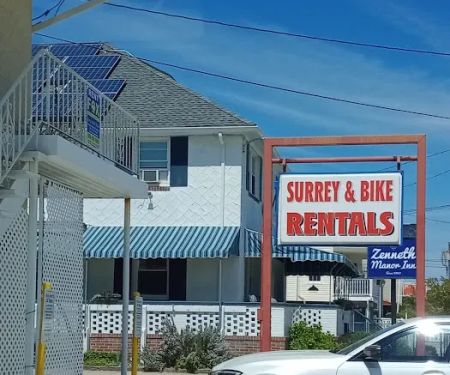 SURREY & BIKE
RENTALS
Zenneth
Manor Inn